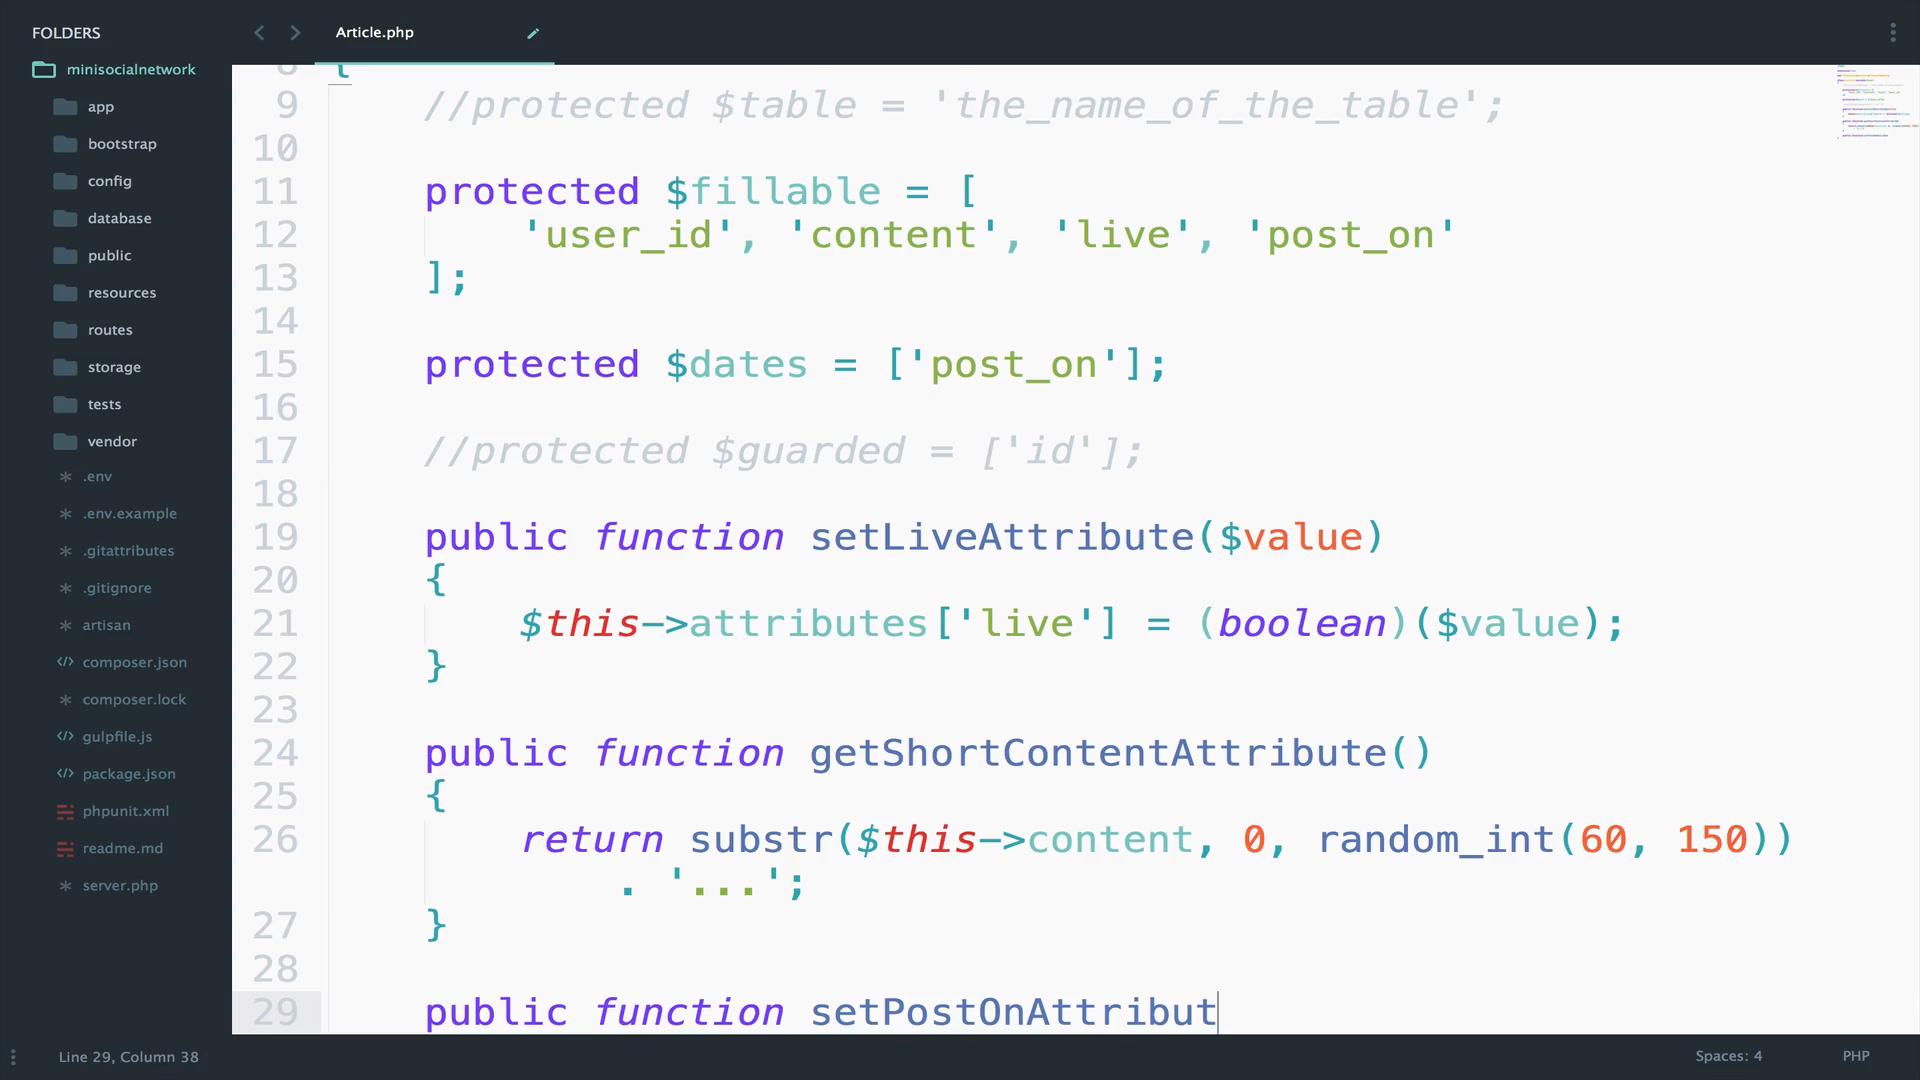 FOLDERS
minisocialnetwork
app
bootstrap
config
database
public
resources
routes
storage
tests
vendor
.env
.env.example
.gitattributes
.gitignore
artisan
composer.json
composer.lock
gulpfile.js
package.json
phpunit.xml
readme.md
server.php
Article.php
8 {
9 //protected $table = 'the_name_of_the_table';
10
11 protected $fillable = [
12 'user_id', 'content', 'live', 'post_on'
13 ];
14
15 protected $dates = ['post_on'];
16
17 //protected $guarded = ['id'];
18
19 public function setLiveAttribute($value)
20 {
21 $this->attributes['live'] = (boolean)($value);
22 }
23
24 public function getShortContentAttribute()
25 {
26 return substr($this->content, 0, random_int(60, 150))
. '...';
27 }
28
29 public function setPostOnAttribut
Line 29, Column 38
Spaces: 4
PHP